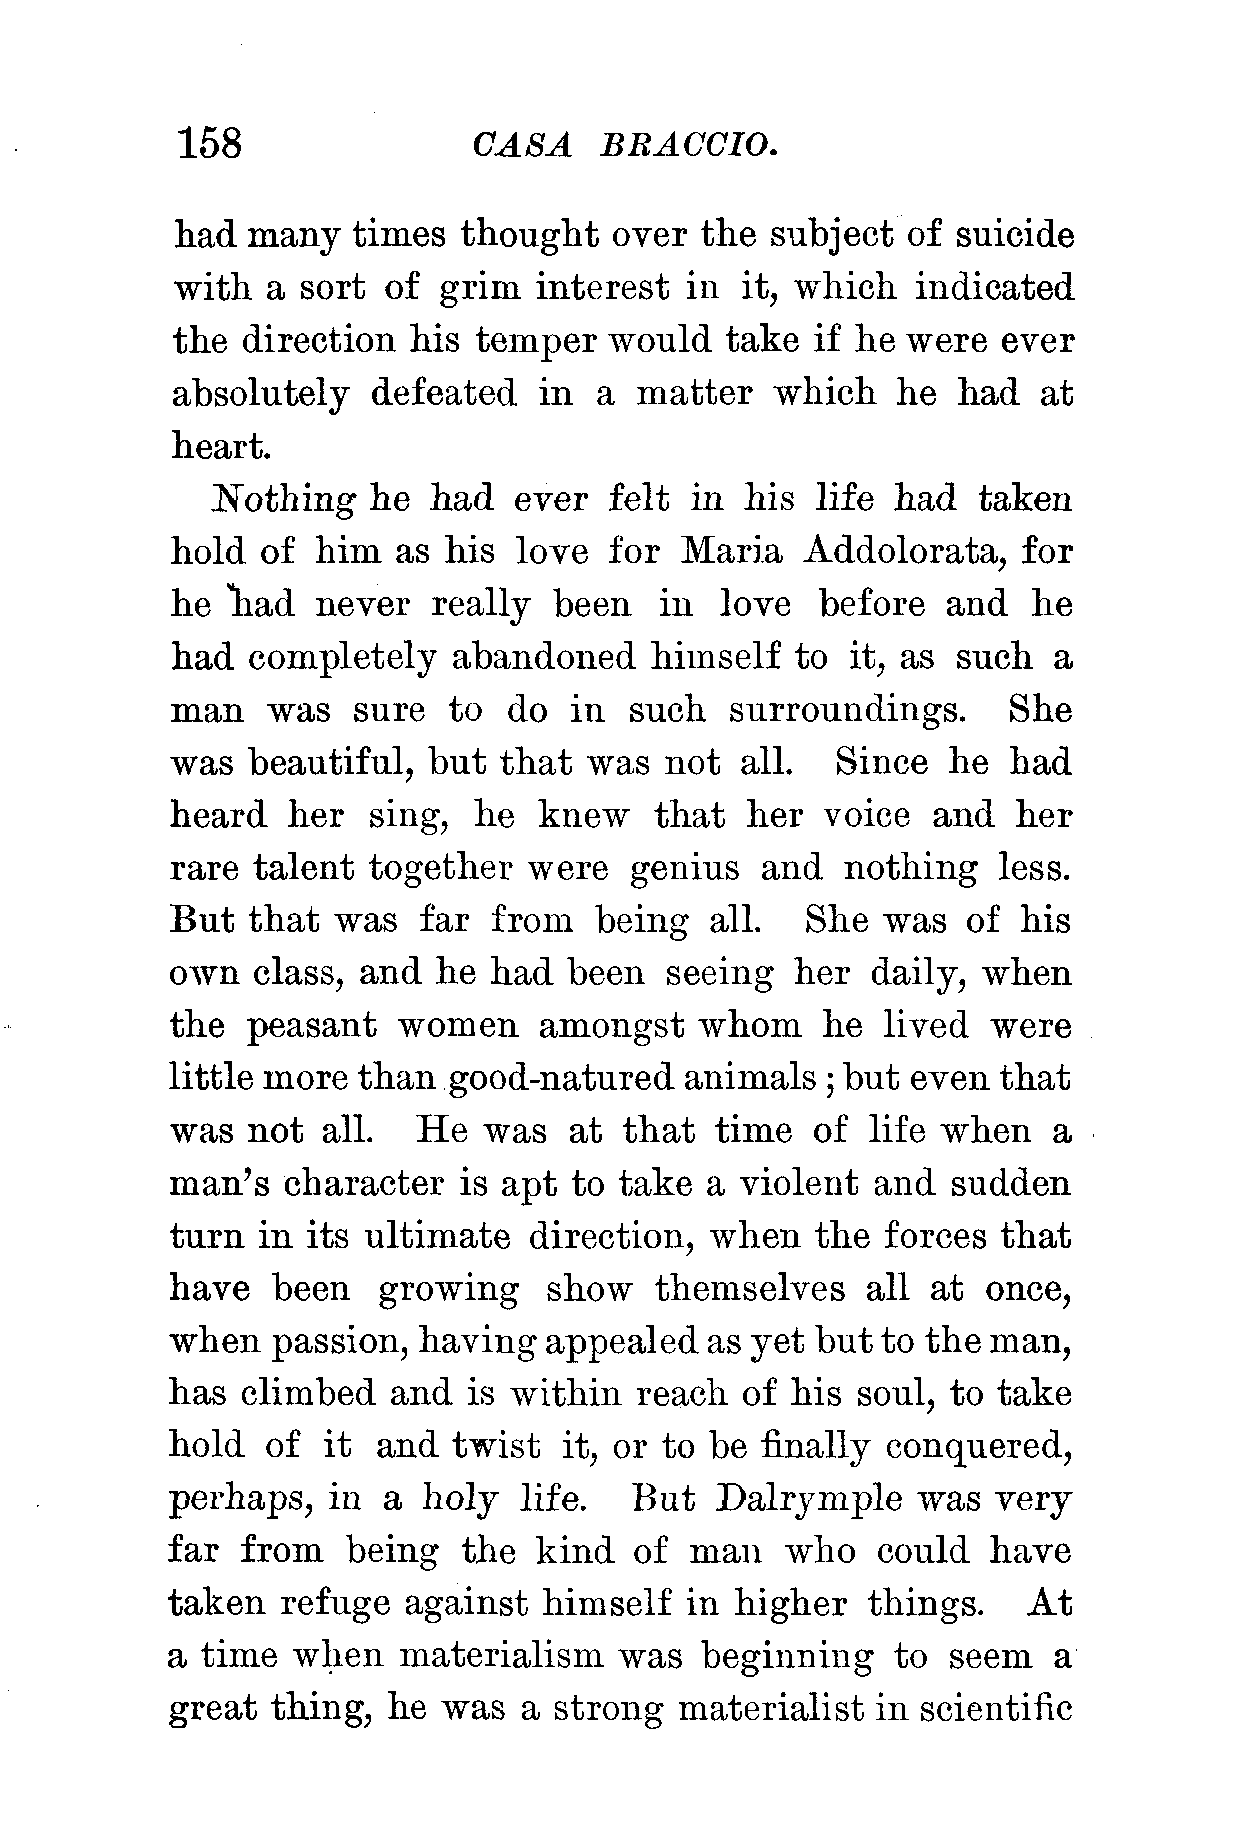 158 CASA BRACCIO.
had many times thought over the subject of suicide
with a sort of grim interest in it, which indicated
the direction his temper would take if he were ever
absolutely defeated in a matter which he had at
heart.
Nothing he had ever felt in his life had taken
hold of him as his love for Maria Addolorata, for
he had never really been in love before and he
had completely abandoned himself to it, as such a
man was sure to do in such surroundings. She
was beautiful, but that was not all. Since he had
heard her sing, he knew that her voice and her
rare talent together were genius and nothing less.
But that was far from being all. She was of his
own class, and he had been seeing her daily, when
the peasant women amongst whom he lived were
little more than good-natured animals; but even that
was not all. He was at that time of life when a
man's character is apt to take a violent and sudden
turn in its ultimate direction, when the forces that
have been growing show themselves all at once,
when passion, having appealed as yet but to the man,
has climbed and is within reach of his soul, to take
hold of it and twist it, or to be finally conquered,
perhaps, in a holy life. But Dalrymple was very
far from being the kind of man who could have
taken refuge against himself in higher things. At
a time when materialism was beginning to seem a
great thing, he was a strong materialist in scientific